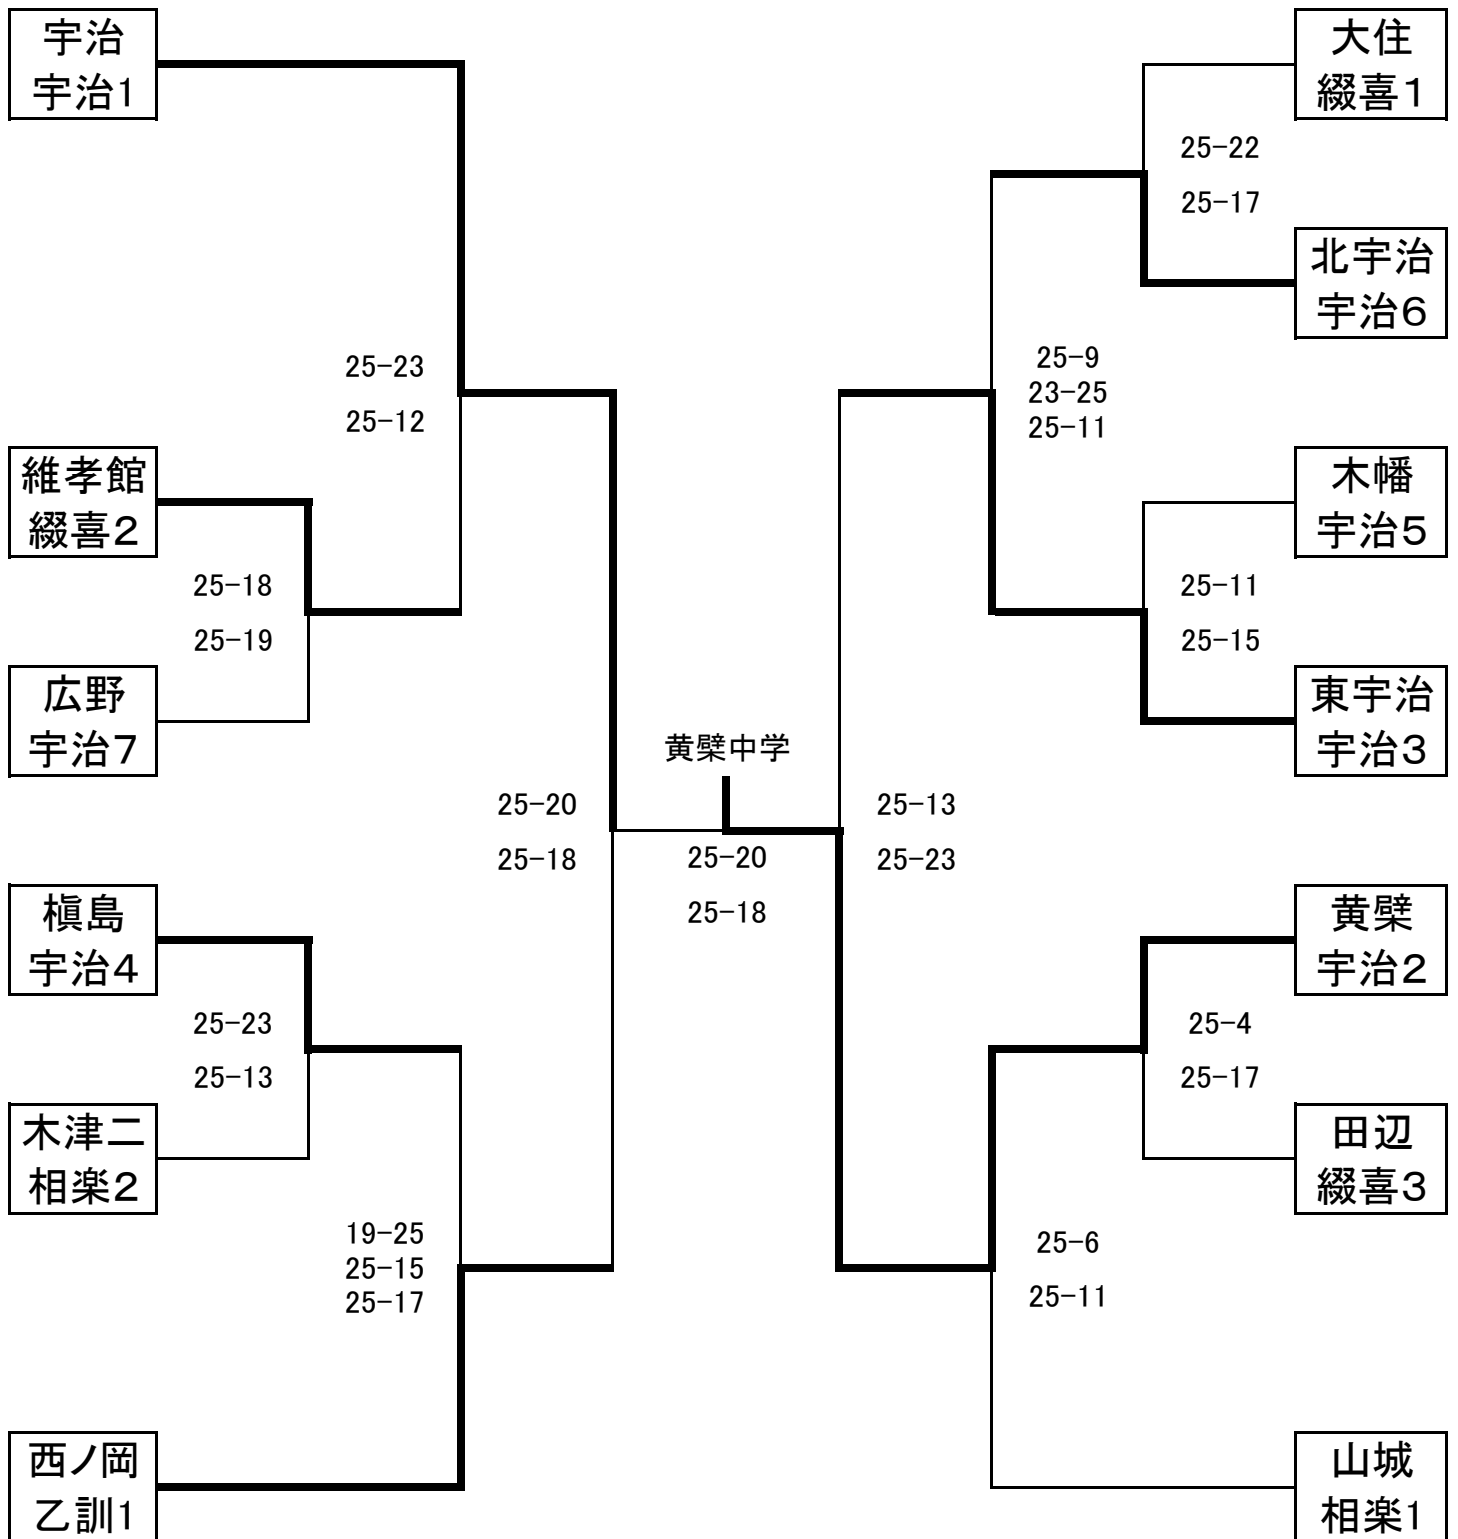 宇治
宇治1
25-23
25-12
維孝館
綴喜2
25-18
25-19
広野
宇治7
25-20
25-18
槇島
宇治4
25-23
25-13
木津二
相楽2
19-25
25-15
25-17
西ノ岡
乙訓1
黄檗中学
25-20
25-18
大住
綴喜1
25-22
25-17
北宇治
宇治6
25-9
23-25
25-11
木幡
宇治5
25-11
25-15
東宇治
宇治3
25-13
25-23
黄檗
宇治2
25-4
25-17
田辺
綴喜3
25-6
25-11
山城
相楽1